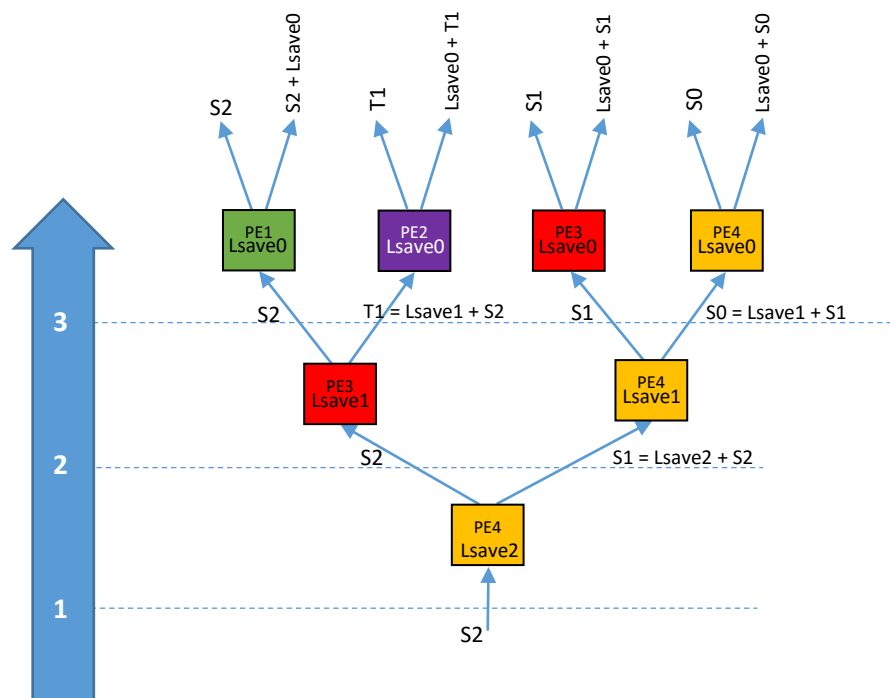 S2
S2 + Lsave0
T1
Lsave0 + T1
S1
Lsave0 + S1
S0
Lsave0 + S0
PE1
Lsave0
PE2
Lsave0
PE3
Lsave0
PE4
Lsave0
3
S2
T1 = Lsave1 + S2
S1
S0 = Lsave1 + S1
PE3
Lsave1
PE4
Lsave1
2
S2
S1 = Lsave2 + S2
PE4
Lsave2
1
S2